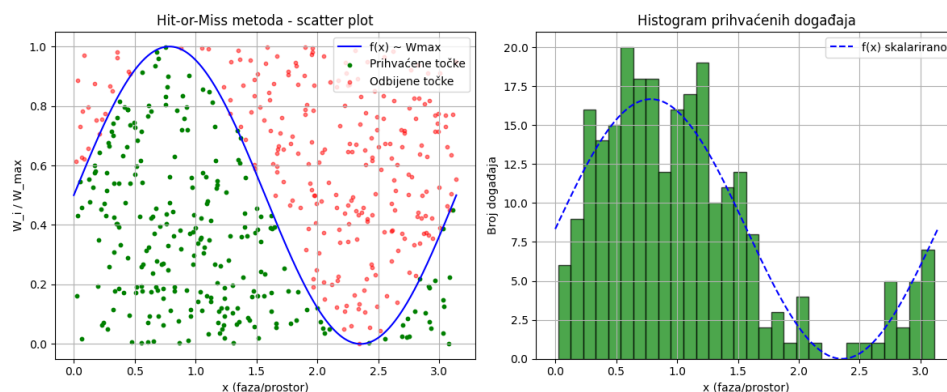 Hit-or-Miss metoda - scatter plot
1.0
0.8
0.6
0.4
0.2
0.0
W_i / W_max
f(x) ~ Wmax
Prihvaćene točke
Odbijene točke
0.0 0.5 1.0 1.5 2.0 2.5 3.0
x (faza/prostor)
Histogram prihvaćenih događaja
20.0
17.5
15.0
12.5
10.0
7.5
5.0
2.5
0.0
Broj događaja
f(x) skalarirano
0.0 0.5 1.0 1.5 2.0 2.5 3.0
x (faza/prostor)